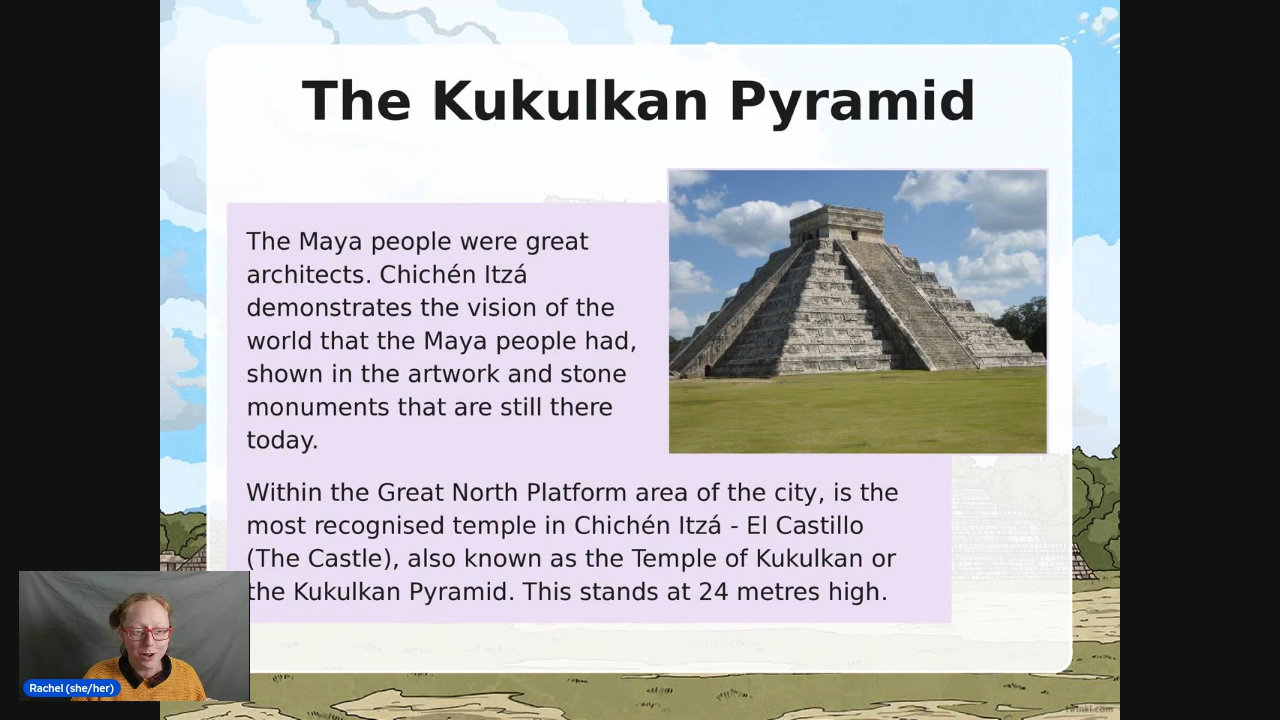 The Kukulkan Pyramid
The Maya people were great
architects. Chichén Itzá
demonstrates the vision of the
world that the Maya people had,
shown in the artwork and stone
monuments that are still there
today.
Within the Great North Platform area of the city, is the
most recognised temple in Chichén Itzá - El Castillo
(The Castle), also known as the Temple of Kukulkan or
the Kukulkan Pyramid. This stands at 24 metres high.
Rachel (she/her)
twinkl.com